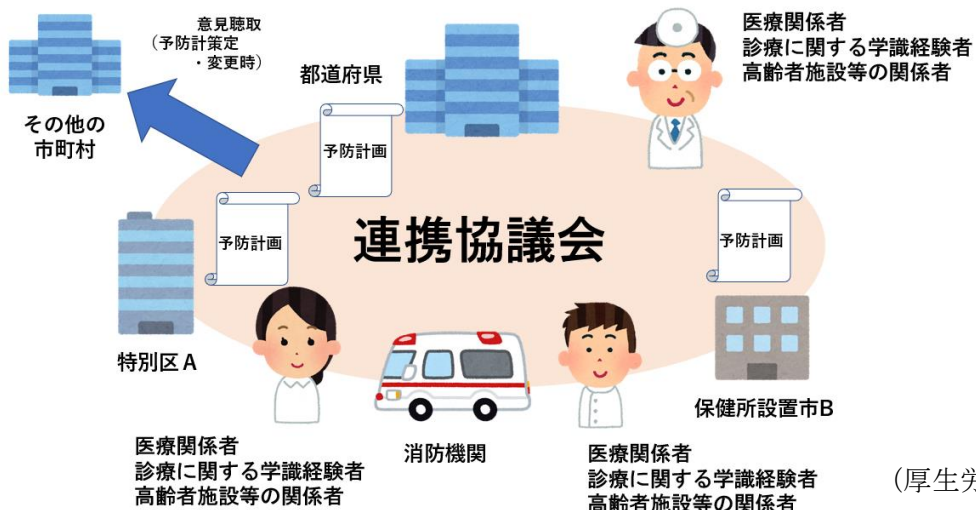 意見聴取
（予防計策定
・変更時）
その他の
市町村
都道府県
医療関係者
診療に関する学識経験者
高齢者施設等の関係者
予防計画
予防計画
予防計画
連携協議会
特別区A
保健所設置市B
消防機関
医療関係者
診療に関する学識経験者
高齢者施設等の関係者
医療関係者
診療に関する学識経験者
高齢者施設等の関係者
(厚生労